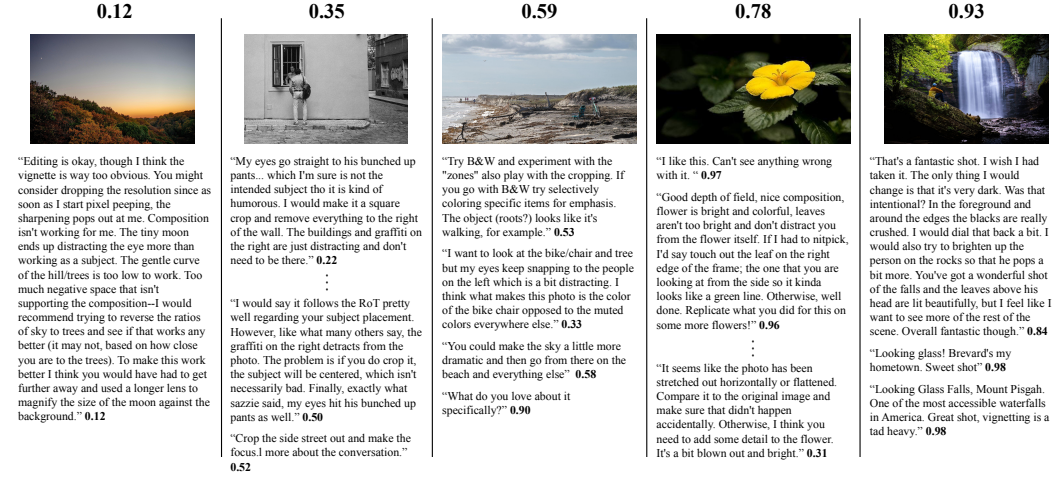 0.12
“Editing is okay, though I think the
vignette is way too obvious. You might
consider dropping the resolution since as
soon as I start pixel peeping, the
sharpening pops out at me. Composition
isn't working for me. The tiny moon
ends up distracting the eye more than
working as a subject. The gentle curve
of the hill/trees is too low to work. Too
much negative space that isn't
supporting the composition--I would
recommend trying to reverse the ratios
of sky to trees and see if that works any
better (it may not, based on how close
you are to the trees). To make this work
better I think you would have had to get
further away and used a longer lens to
magnify the size of the moon against the
background.” 0.12
0.35
“My eyes go straight to his bunched up
pants... which I'm sure is not the
intended subject tho it is kind of
humorous. I would make it a square
crop and remove everything to the right
of the wall. The buildings and graffiti on
the right are just distracting and don't
need to be there.” 0.22
⋮
“I would say it follows the RoT pretty
well regarding your subject placement.
However, like what many others say, the
graffiti on the right detracts from the
photo. The problem is if you do crop it,
the subject will be centered, which isn't
necessarily bad. Finally, exactly what
sazzie said, my eyes hit his bunched up
pants as well.” 0.50
“Crop the side street out and make the
focus.l more about the conversation.”
0.52
0.59
“Try B&W and experiment with the
"zones" also play with the cropping. If
you go with B&W try selectively
coloring specific items for emphasis.
The object (roots?) looks like it's
walking, for example.” 0.53
“I want to look at the bike/chair and tree
but my eyes keep snapping to the people
on the left which is a bit distracting. I
think what makes this photo is the color
of the bike chair opposed to the muted
colors everywhere else.” 0.33
“You could make the sky a little more
dramatic and then go from there on the
beach and everything else” 0.58
“What do you love about it
specifically?” 0.90
0.78
“I like this. Can't see anything wrong
with it. “ 0.97
“Good depth of field, nice composition,
flower is bright and colorful, leaves
aren't too bright and don't distract you
from the flower itself. If I had to nitpick,
I'd say touch out the leaf on the right
edge of the frame; the one that you are
looking at from the side so it kinda
looks like a green line. Otherwise, well
done. Replicate what you did for this on
some more flowers!” 0.96
⋮
“It seems like the photo has been
stretched out horizontally or flattened.
Compare it to the original image and
make sure that didn't happen
accidentally. Otherwise, I think you
need to add some detail to the flower.
It's a bit blown out and bright.” 0.31
0.93
“That's a fantastic shot. I wish I had
taken it. The only thing I would
change is that it's very dark. Was that
intentional? In the foreground and
around the edges the blacks are really
crushed. I would dial that back a bit. I
would also try to brighten up the
person on the rocks so that he pops a
bit more. You've got a wonderful shot
of the falls and the leaves above his
head are lit beautifully, but I feel like I
want to see more of the rest of the
scene. Overall fantastic though.” 0.84
“Looking glass! Brevard's my
hometown. Sweet shot” 0.98
“Looking Glass Falls, Mount Pisgah.
One of the most accessible waterfalls
in America. Great shot, vignetting is a
tad heavy.” 0.98